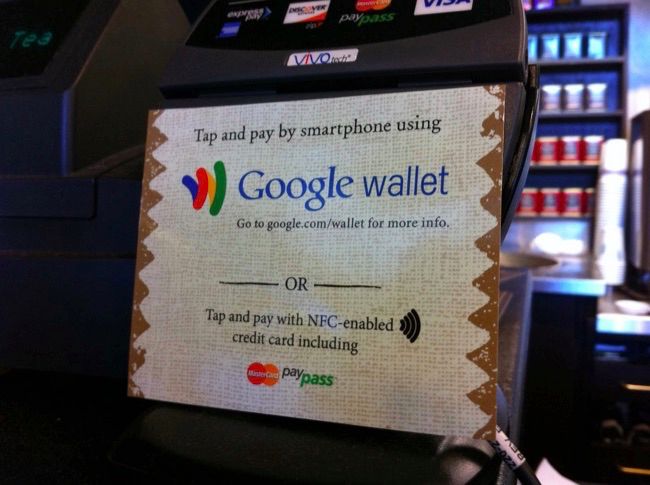 Tea
express pay
DISCOVER
ZIP
MasterCard
paypass
VISA
VIVOtech
Tap and pay by smartphone using
Google wallet
Go to google.com/wallet for more info.
OR
Tap and pay with NFC-enabled
credit card including
MasterCard paypass